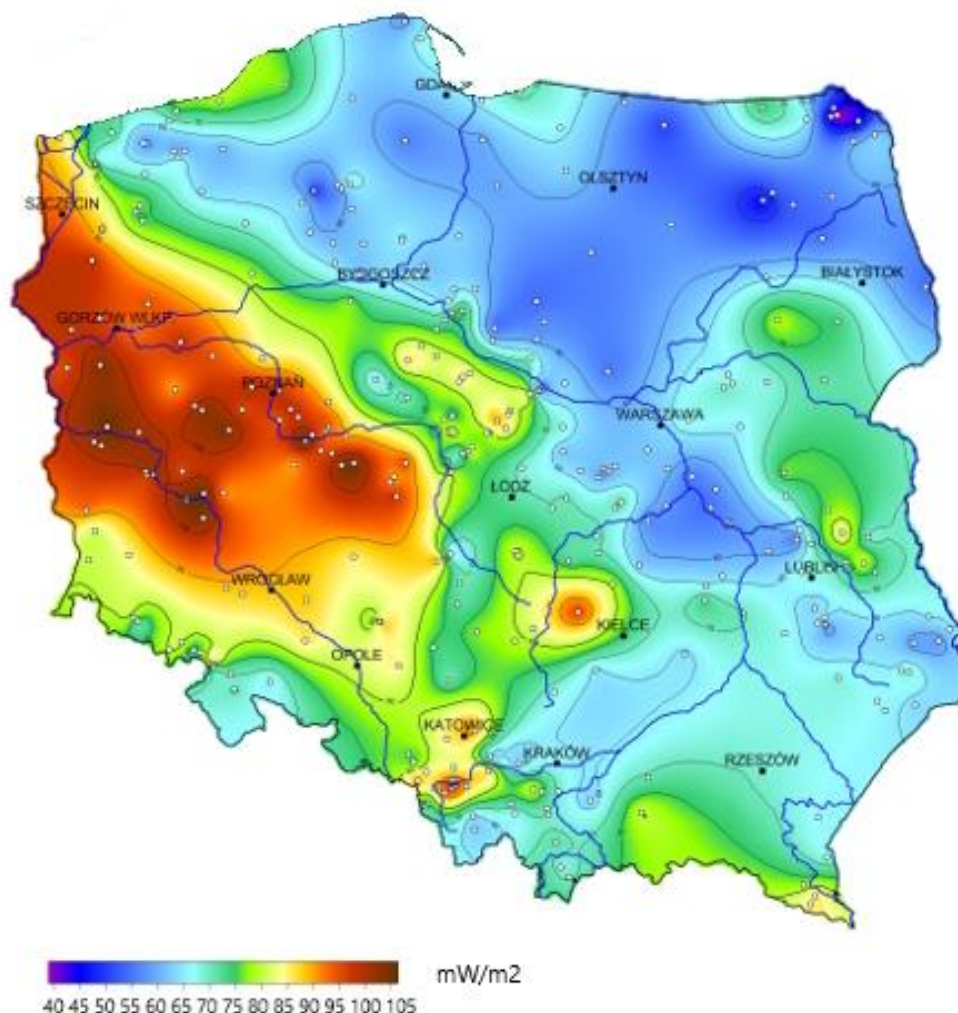 SZCZECIN
OLSZTYN
BYDGOSZCZ
BIAŁYSTOK
GORZÓW WLKP.
POZNAŃ
WARSZAWA
ŁÓDŹ
WROCŁAW
LUBLIN
KIELCE
OPOLE
KATOWICE
KRAKÓW
RZESZÓW
mW/m2
40 45 50 55 60 65 70 75 80 85 90 95 100 105